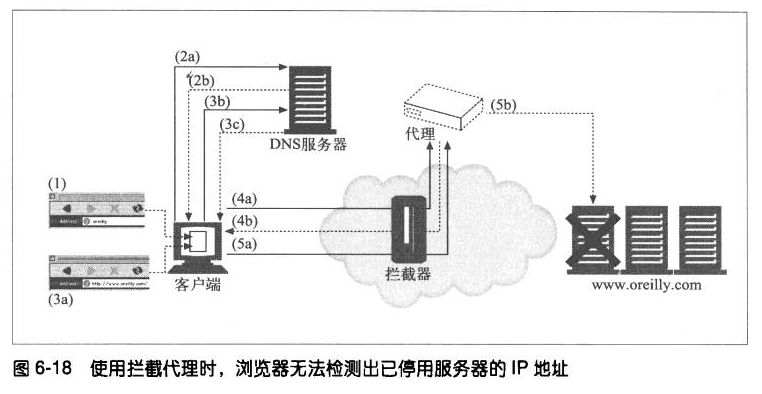 (2a)
(2b)
(3b)
(3c)
DNS服务器
(5b)
代理
(1)
oreilly
(4a)
(4b)
(5a)
http://www.oreilly.com/
(3a)
客户端
拦截器
www.oreilly.com
图 6-18 使用拦截代理时，浏览器无法检测出已停用服务器的 IP 地址